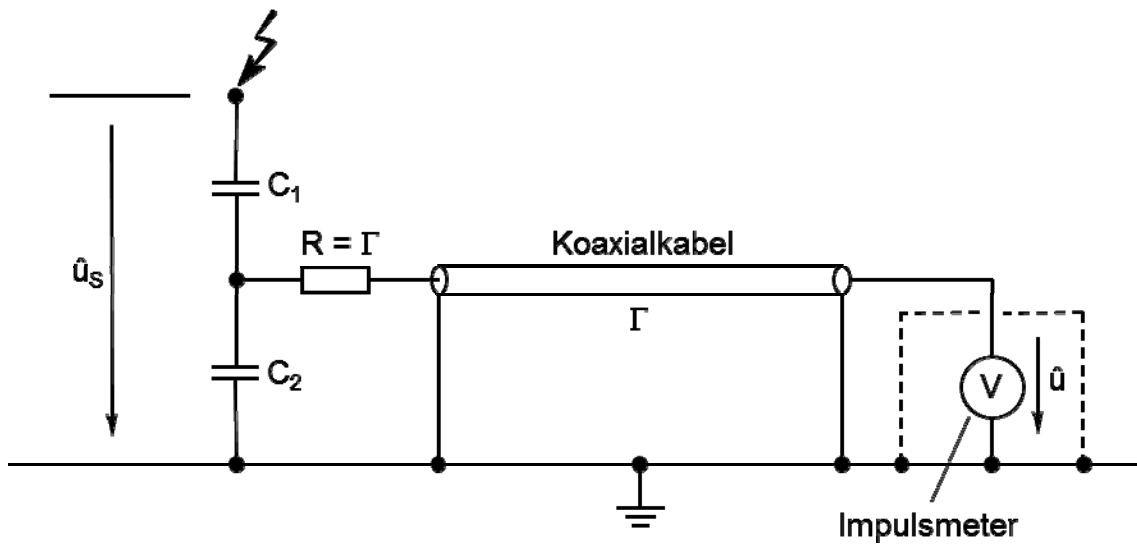 C₁
R = Γ
Koaxialkabel
û_S
Γ
C₂
V
û
Impulsmeter